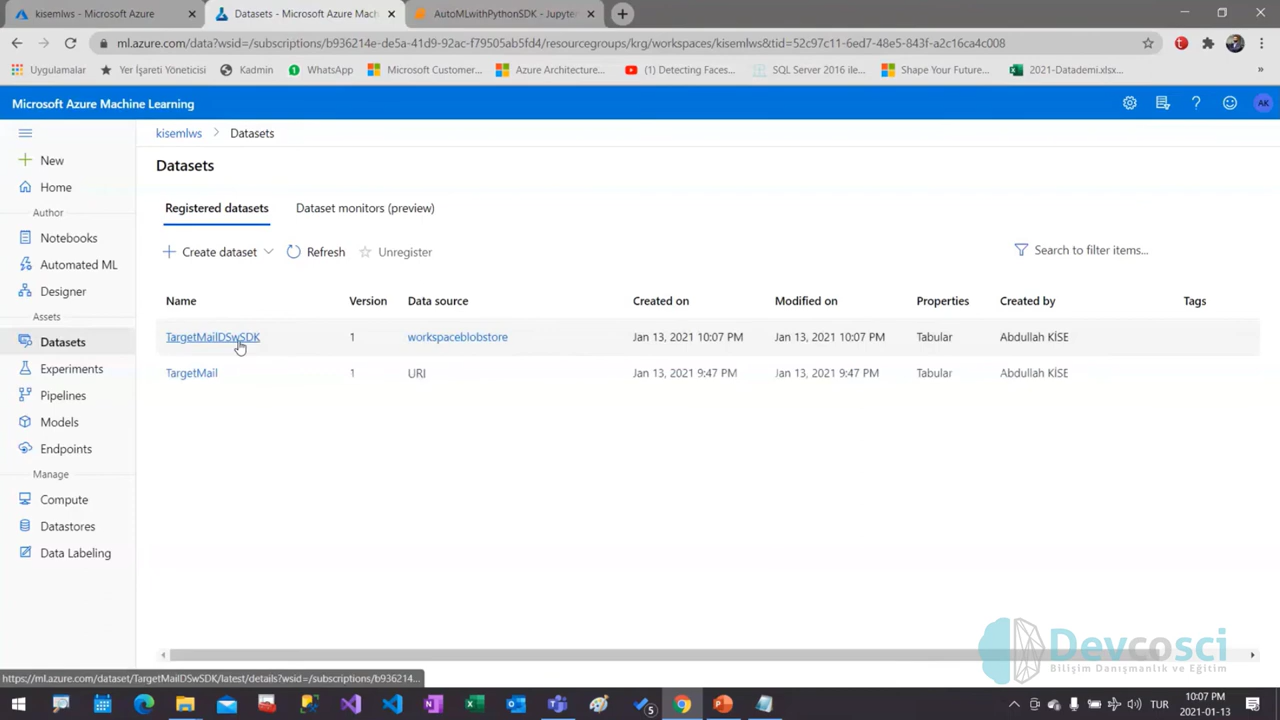 kisemlws - Microsoft Azure
Datasets - Microsoft Azure Mach
AutoMLwithPythonSDK - Jupyter
ml.azure.com/data?wsid=/subscriptions/b936214e-de5a-41d9-92ac-f79505ab5fd4/resourcegroups/krg/workspaces/kisemlws&tid=52c97c11-6ed7-48e5-843f-a2c16ca4c008
Uygulamalar
Yer İşareti Yöneticisi
Kadmin
WhatsApp
Microsoft Customer...
Azure Architecture...
(1) Detecting Faces...
SQL Server 2016 ile...
Shape Your Future...
2021-Datademi.xlsx...
»
Microsoft Azure Machine Learning
AK
kisemlws > Datasets
New
Home
Author
Notebooks
Automated ML
Designer
Assets
Datasets
Experiments
Pipelines
Models
Endpoints
Manage
Compute
Datastores
Data Labeling
Datasets
Registered datasets Dataset monitors (preview)
Create dataset Refresh Unregister
Search to filter items...
Name Version Data source Created on Modified on Properties Created by Tags
TargetMailDSwSDK 1 workspaceblobstore Jan 13, 2021 10:07 PM Jan 13, 2021 10:07 PM Tabular Abdullah KİSE
TargetMail 1 URI Jan 13, 2021 9:47 PM Jan 13, 2021 9:47 PM Tabular Abdullah KİSE
Devcosci
Bilişim Danışmanlık ve Eğitim
https://ml.azure.com/dataset/TargetMailDSwSDK/latest/details?wsid=/subscriptions/b936214...
5
TUR
10:07 PM
2021-01-13